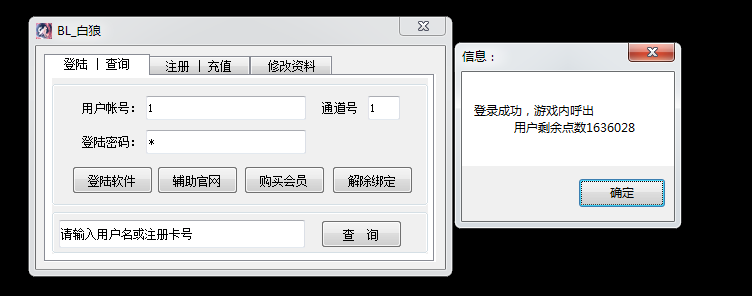 BL_白狼
登陆 | 查询
注册 | 充值
修改资料
用户帐号：
1
通道号
1
登陆密码：
*
登陆软件
辅助官网
购买会员
解除绑定
请输入用户名或注册卡号
查 询
信息：
登录成功，游戏内呼出
用户剩余点数1636028
确定